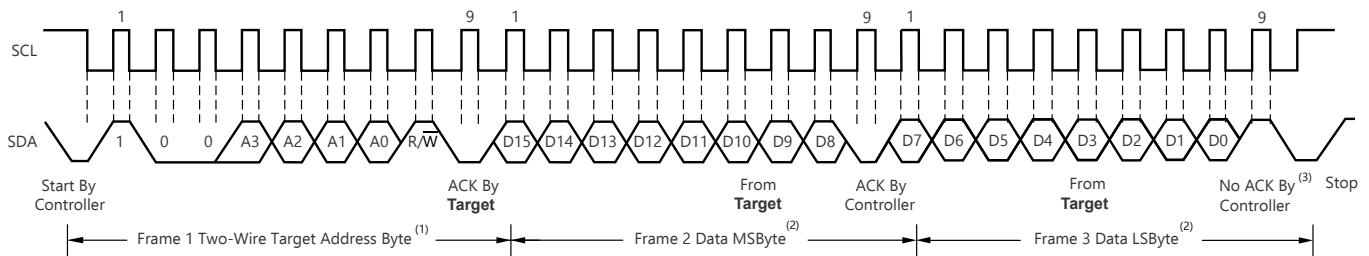 1 9 1 9 1 9
SCL
SDA 1 0 0 A3 A2 A1 A0 R/W̅ D15 D14 D13 D12 D11 D10 D9 D8 D7 D6 D5 D4 D3 D2 D1 D0
Start By
Controller
ACK By
Target
From
Target
ACK By
Controller
From
Target
No ACK By (3)
Controller
Stop
Frame 1 Two-Wire Target Address Byte (1)
Frame 2 Data MSByte (2)
Frame 3 Data LSByte (2)